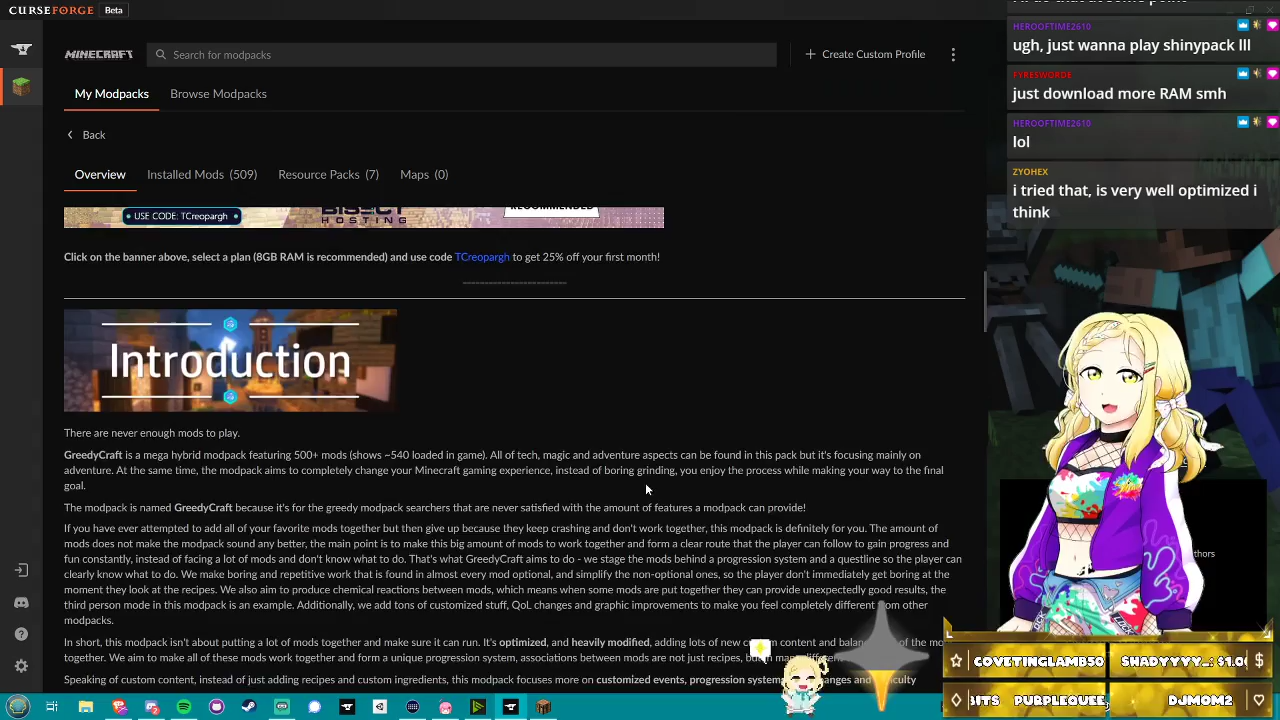 CURSEFORGE
Beta
MINECRAFT
Search for modpacks
Create Custom Profile
My Modpacks
Browse Modpacks
Back
Overview
Installed Mods (509)
Resource Packs (7)
Maps (0)
USE CODE: TCreopargh
HOSTING
Click on the banner above, select a plan (8GB RAM is recommended) and use code TCreopargh to get 25% off your first month!
Introduction
There are never enough mods to play.
GreedyCraft is a mega hybrid modpack featuring 500+ mods (shows ~540 loaded in game). All of tech, magic and adventure aspects can be found in this pack but it's focusing mainly on
adventure. At the same time, the modpack aims to completely change your Minecraft gaming experience, instead of boring grinding, you enjoy the process while making your way to the final
goal.
The modpack is named GreedyCraft because it's for the greedy modpack searchers that are never satisfied with the amount of features a modpack can provide!
If you have ever attempted to add all of your favorite mods together but then give up because they keep crashing and don't work together, this modpack is definitely for you. The amount of
mods does not make the modpack sound any better, the main point is to make this big amount of mods to work together and form a clear route that the player can follow to gain progress and
fun constantly, instead of facing a lot of mods and don't know what to do. That's what GreedyCraft aims to do - we stage the mods behind a progression system and a questline so the player can
clearly know what to do. We make boring and repetitive work that is found in almost every mod optional, and simplify the non-optional ones, so the player don't immediately get boring at the
moment they look at the recipes. We also aim to produce chemical reactions between mods, which means when some mods are put together they can provide unexpectedly good results, the
third person mode in this modpack is an example. Additionally, we add tons of customized stuff, QoL changes and graphic improvements to make you feel completely different from other
modpacks.
In short, this modpack isn't about putting a lot of mods together and make sure it can run. It's optimized, and heavily modified, adding lots of new content and
together. We aim to make all of these mods work together and form a unique progression system, associations between mods are not just recipes,
Speaking of custom content, instead of just adding recipes and custom ingredients, this modpack focuses more on customized events, progression
HEROOFTIME2610
ugh, just wanna play shinypack lll
FYRESWORDE
just download more RAM smh
HEROOFTIME2610
lol
ZYOHEX
i tried that, is very well optimized i
think
COVETINGLAMB50
SHADYYYY_: $1.0
PURPLEQUEE
DJMOMZ